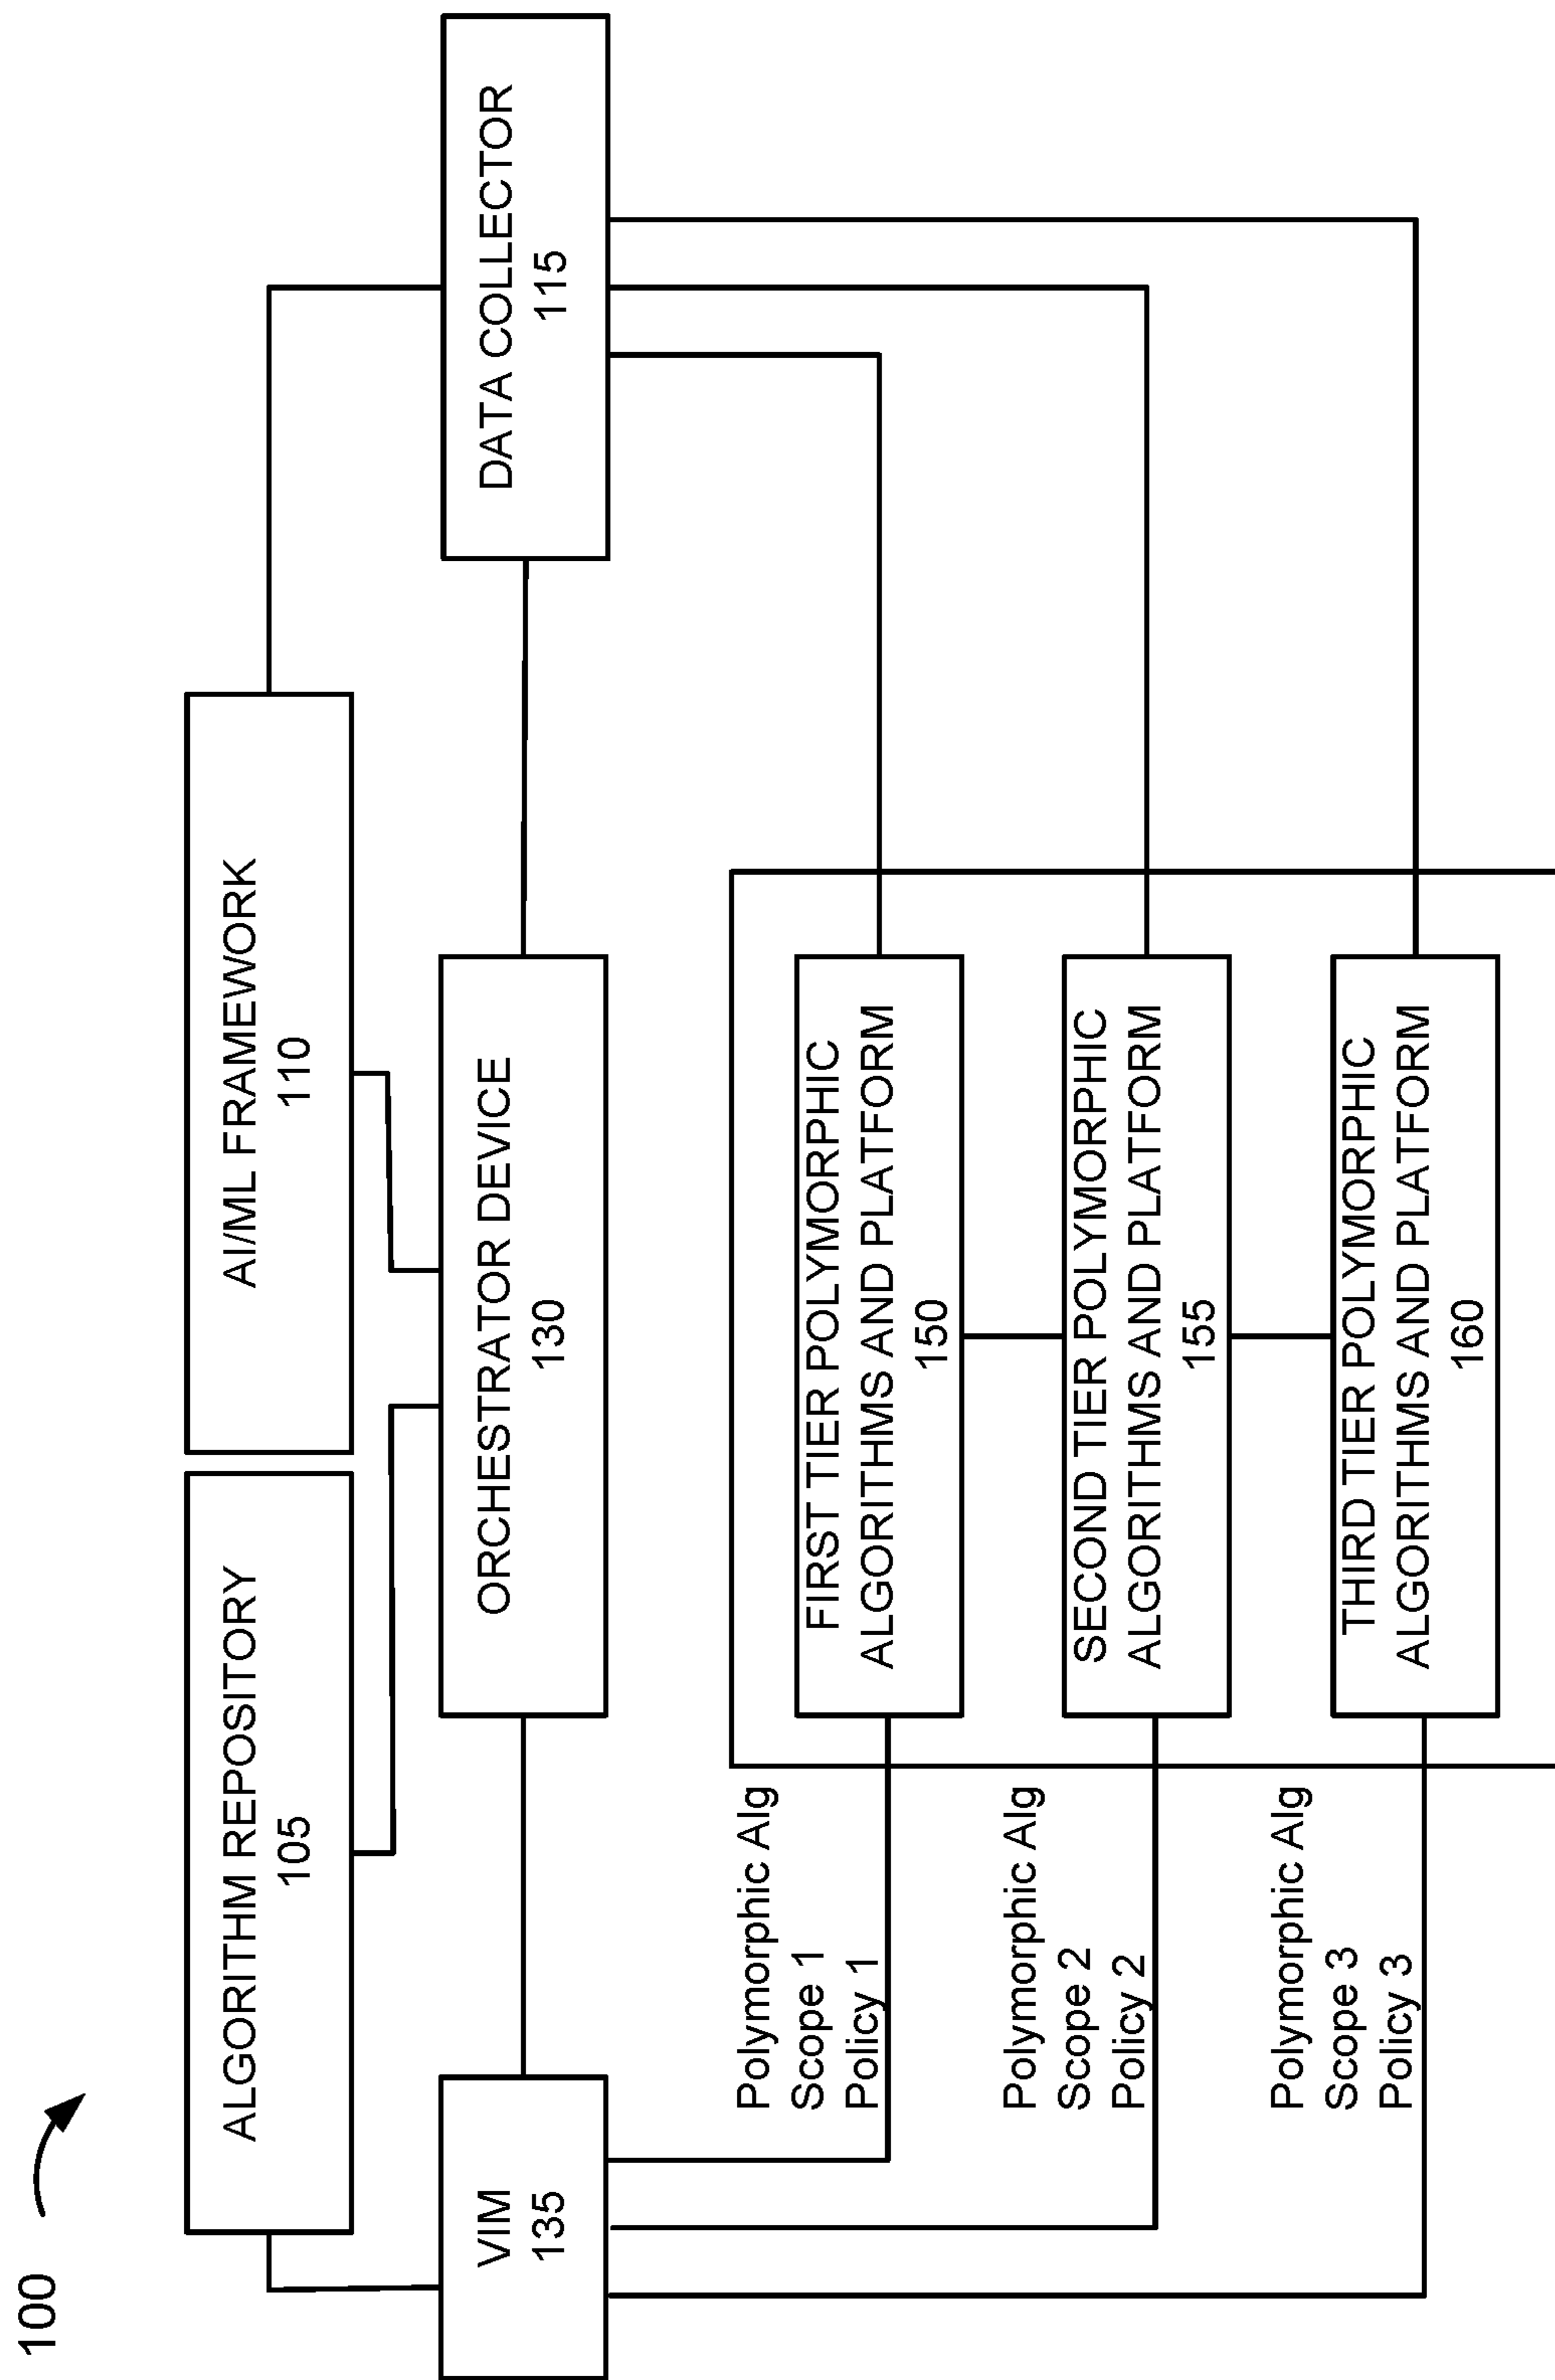 100
ALGORITHM REPOSITORY
105
AI/ML FRAMEWORK
110
VIM
135
ORCHESTRATOR DEVICE
130
DATA COLLECTOR
115
Polymorphic Alg
Scope 1
Policy 1
FIRST TIER POLYMORPHIC
ALGORITHMS AND PLATFORM
150
Polymorphic Alg
Scope 2
Policy 2
SECOND TIER POLYMORPHIC
ALGORITHMS AND PLATFORM
155
Polymorphic Alg
Scope 3
Policy 3
THIRD TIER POLYMORPHIC
ALGORITHMS AND PLATFORM
160